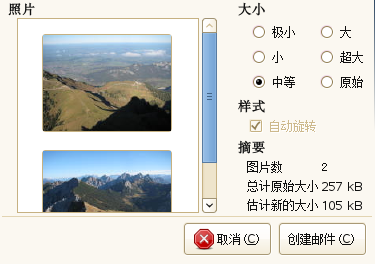 照片
大小
极小
大
小
超大
中等
原始
样式
自动旋转
摘要
图片数 2
总计原始大小 257 kB
估计新的大小 105 kB
取消(C)
创建邮件(C)